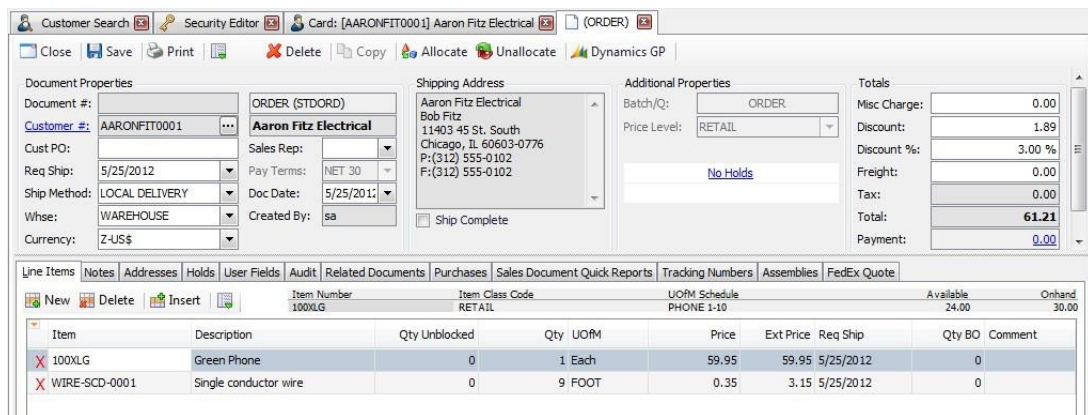 Customer Search Security Editor Card: [AARONFIT0001] Aaron Fitz Electrical (ORDER)
Close Save Print Delete Copy Allocate Unallocate Dynamics GP
Document Properties
Document #: ORDER (STDORD)
Customer #: AARONFIT0001 ... Aaron Fitz Electrical
Cust PO: Sales Rep:
Req Ship: 5/25/2012 Pay Terms: NET 30
Ship Method: LOCAL DELIVERY Doc Date: 5/25/2012
Whse: WAREHOUSE Created By: sa
Currency: Z-US$
Shipping Address
Aaron Fitz Electrical
Bob Fitz
11403 45 St. South
Chicago, IL 60603-0776
P:(312) 555-0102
F:(312) 555-0102
Ship Complete
Additional Properties
Batch/Q: ORDER
Price Level: RETAIL
No Holds
Totals
Misc Charge: 0.00
Discount: 1.89
Discount %: 3.00 %
Freight: 0.00
Tax: 0.00
Total: 61.21
Payment: 0.00
Line Items Notes Addresses Holds User Fields Audit Related Documents Purchases Sales Document Quick Reports Tracking Numbers Assemblies FedEx Quote
New Delete Insert
Item Number Item Class Code UOfM Schedule Available Onhand
100XLG RETAIL PHONE 1-10 24.00 30.00
Item Description Qty Unblocked Qty UOfM Price Ext Price Req Ship Qty BO Comment
X 100XLG Green Phone 0 1 Each 59.95 59.95 5/25/2012 0
X WIRE-SCD-0001 Single conductor wire 0 9 FOOT 0.35 3.15 5/25/2012 0